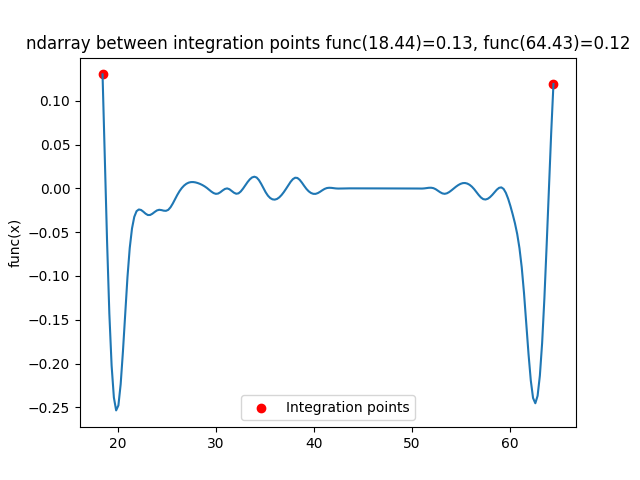 ndarray between integration points func(18.44)=0.13, func(64.43)=0.12
func(x)
0.10
0.05
0.00
−0.05
−0.10
−0.15
−0.20
−0.25
Integration points
20 30 40 50 60